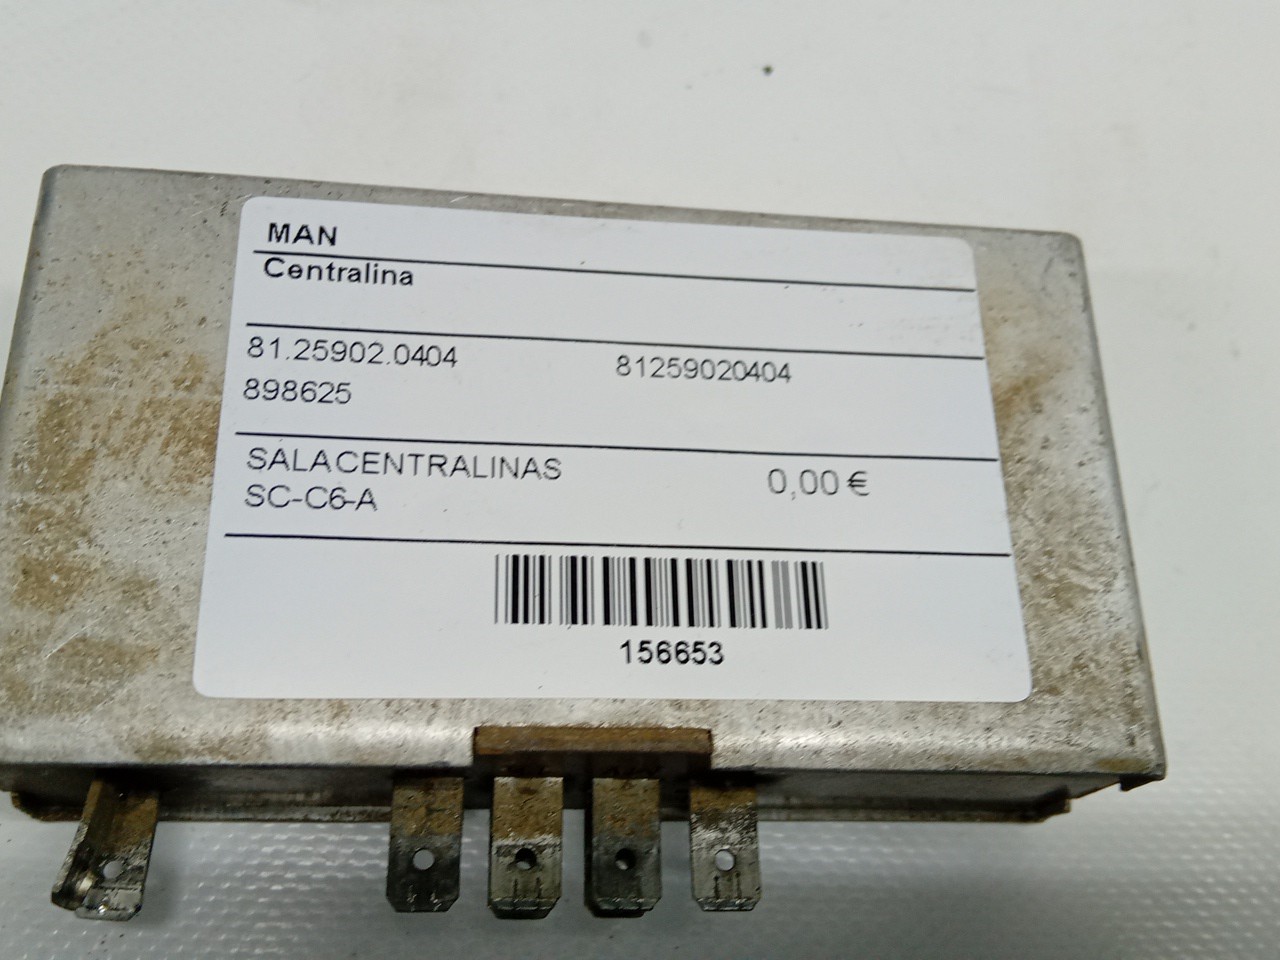 MAN
Centralina
81.25902.0404 81259020404
898625
SALACENTRALINAS 0,00 €
SC-C6-A
156653